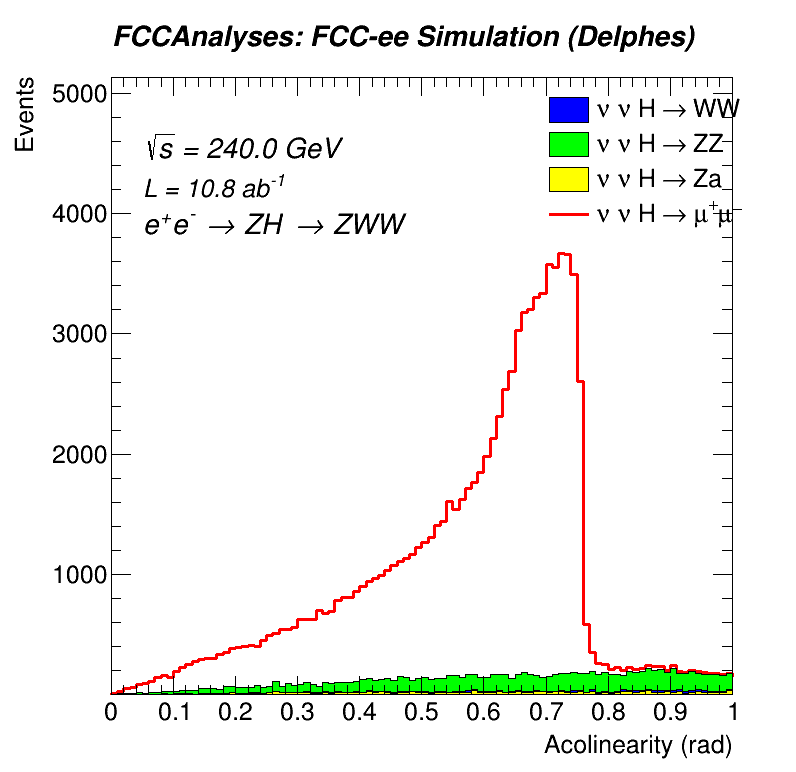 FCCAnalyses: FCC-ee Simulation (Delphes)
Events
5000
4000
3000
2000
1000
√s = 240.0 GeV
L = 10.8 ab⁻¹
e⁺e⁻ → ZH → ZWW
ν ν H → WW
ν ν H → ZZ
ν ν H → Za
ν ν H → μ⁺μ⁻
0 0.1 0.2 0.3 0.4 0.5 0.6 0.7 0.8 0.9 1
Acolinearity (rad)